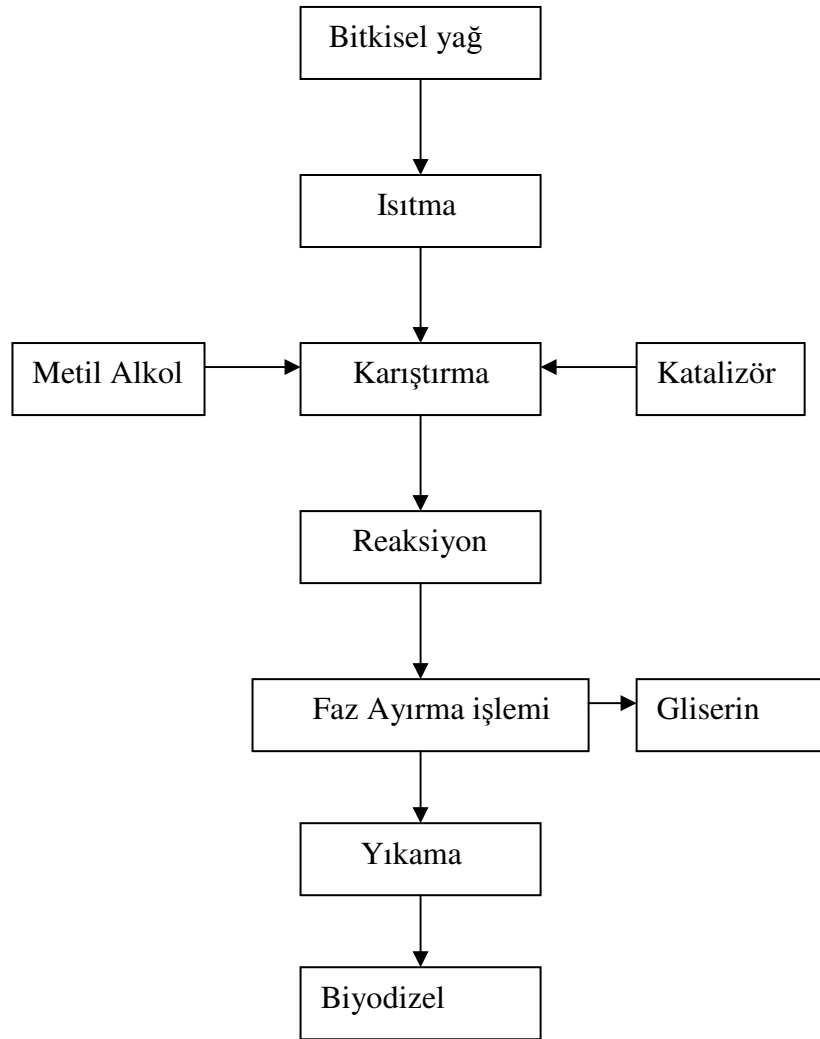 Bitkisel yağ
Isıtma
Metil Alkol
Karıştırma
Katalizör
Reaksiyon
Faz Ayırma işlemi
Gliserin
Yıkama
Biyodizel